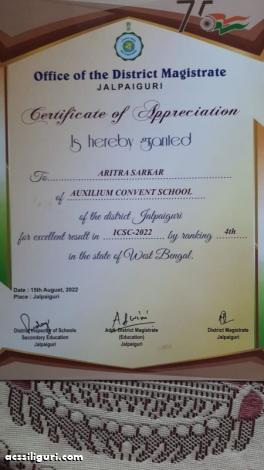 75
Office of the District Magistrate
JALPAIGURI
Certificate of Appreciation
Is hereby granted
To ARITRA SARKAR
of AUXILIUM CONVENT SCHOOL
of the district Jalpaiguri
for excellent result in ICSC-2022 by ranking 4th
in the state of West Bengal.
Date : 15th August, 2022
Place : Jalpaiguri
District Inspector of Schools
Secondary Education
Jalpaiguri
Addl. District Magistrate
(Education)
Jalpaiguri
District Magistrate
Jalpaiguri
acssiliguri.com